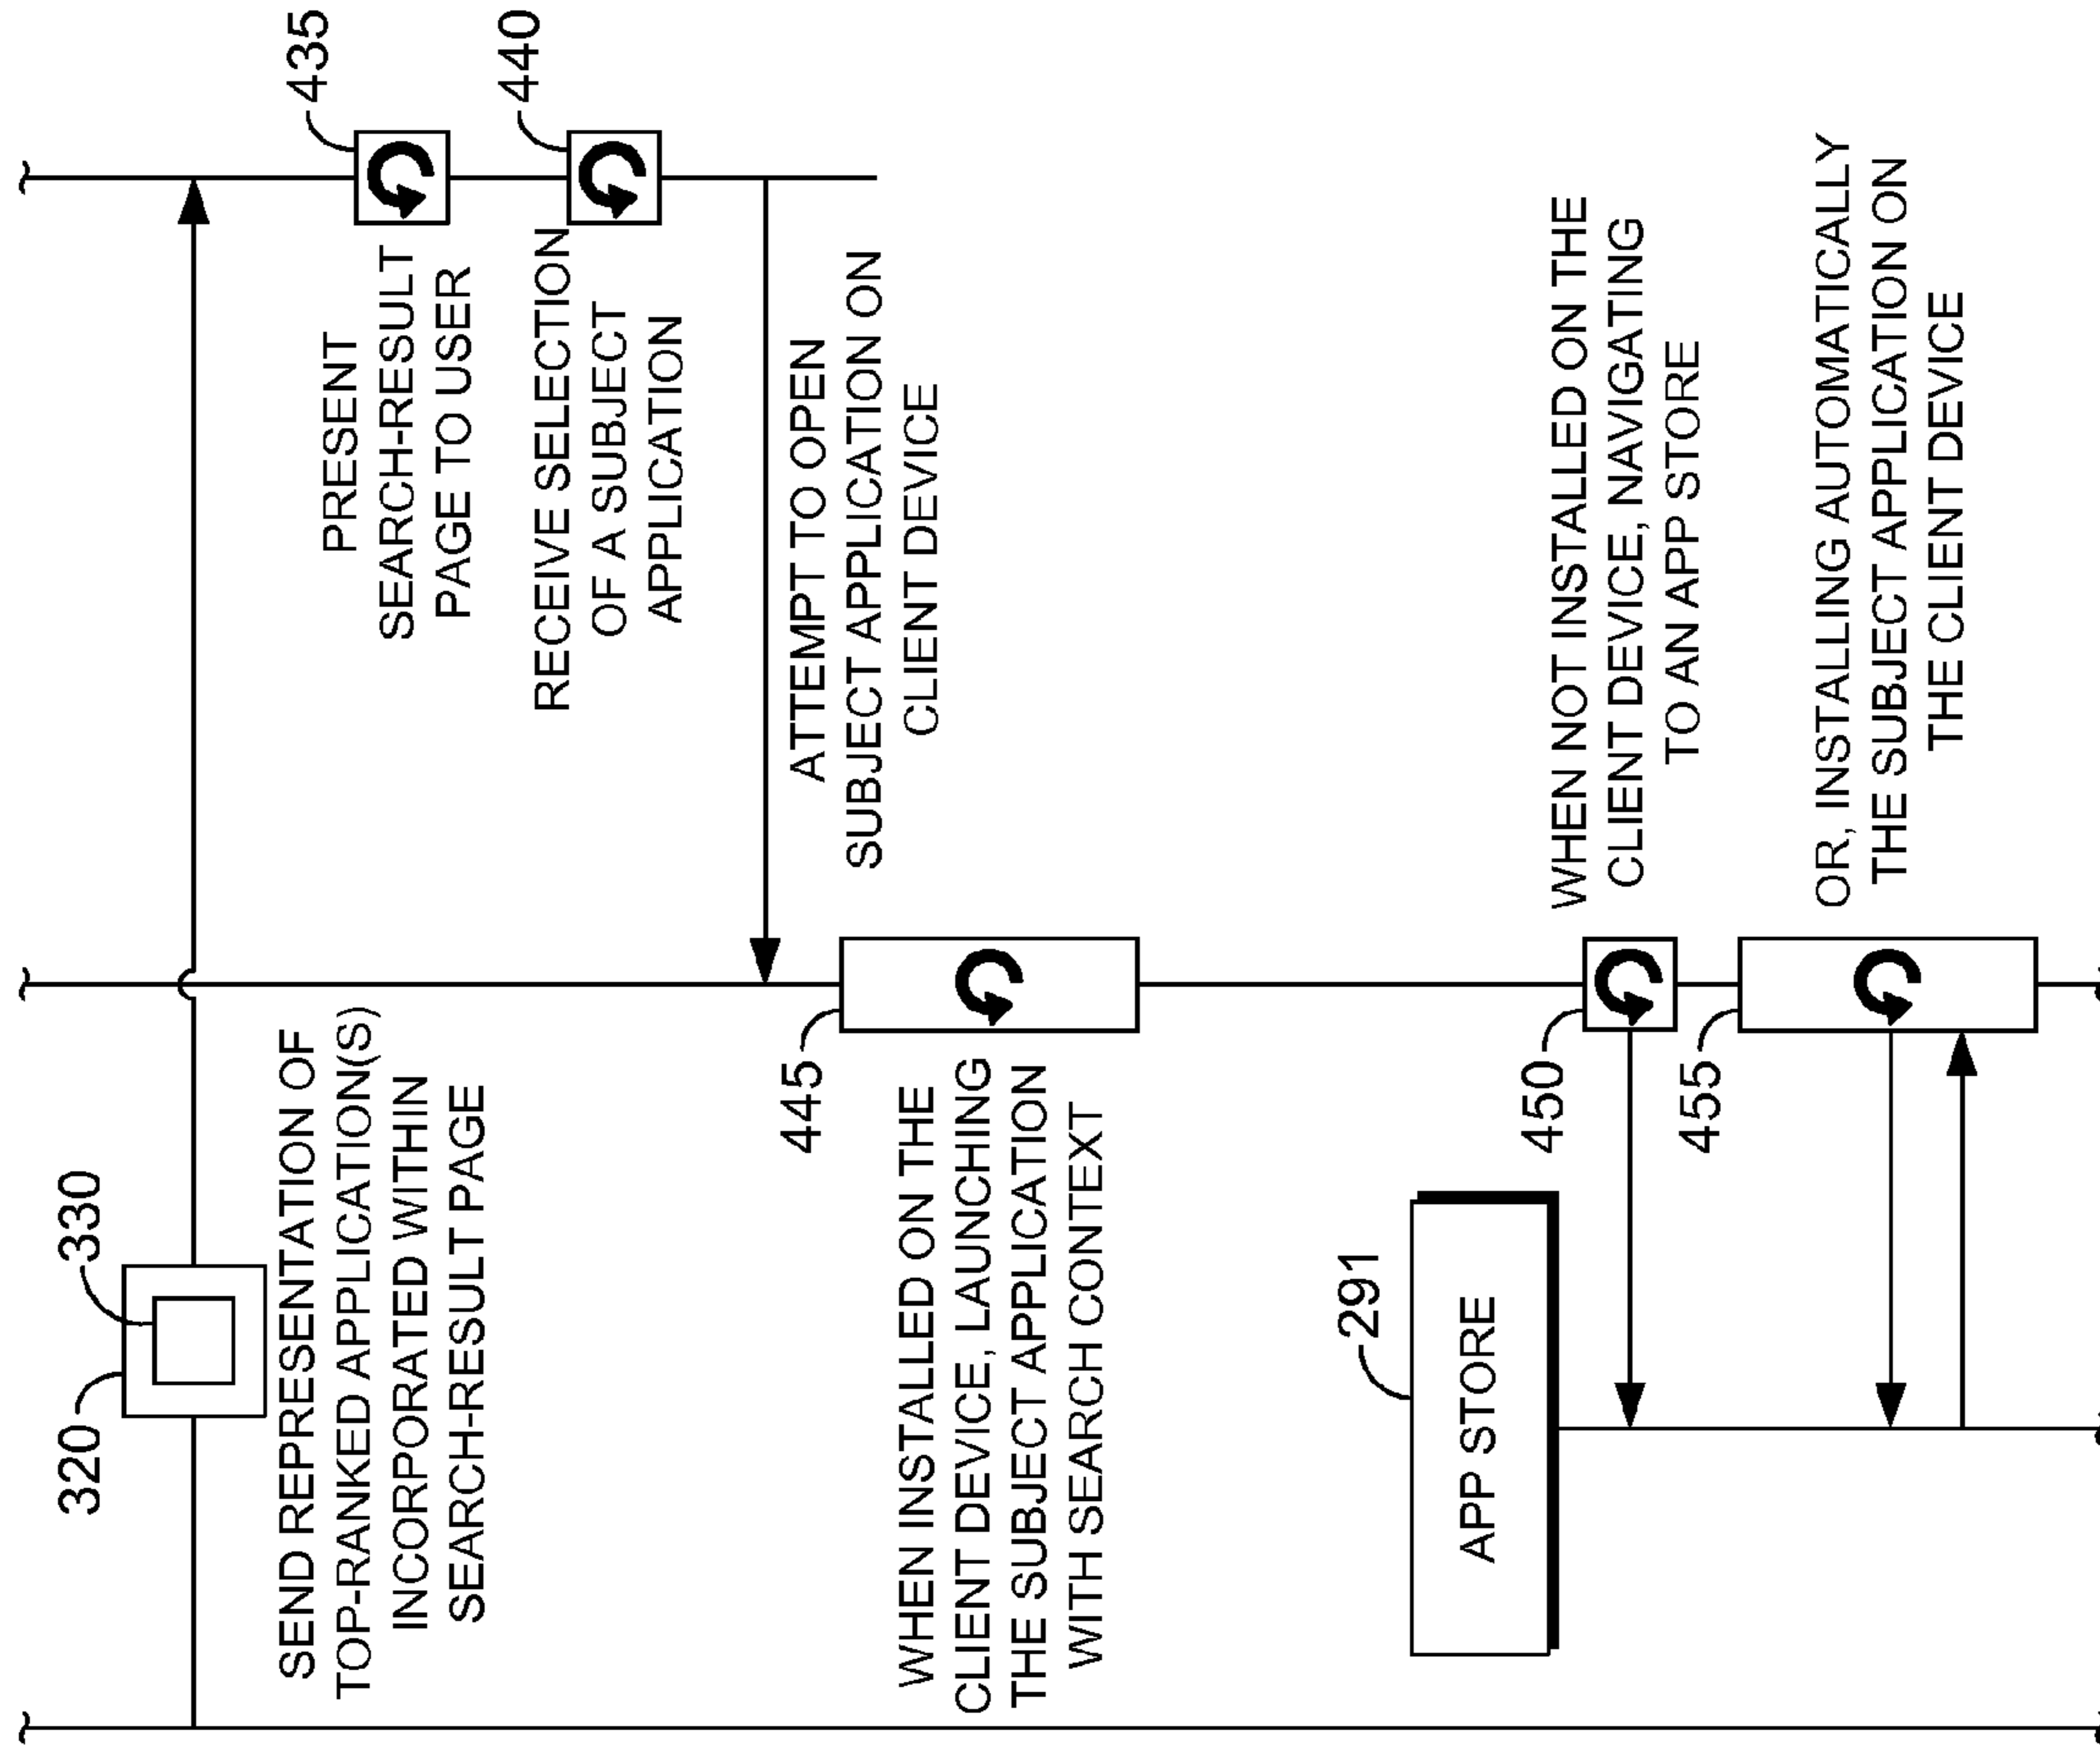 320
330
SEND REPRESENTATION OF
TOP-RANKED APPLICATION(S)
INCORPORATED WITHIN
SEARCH-RESULT PAGE
435
PRESENT
SEARCH-RESULT
PAGE TO USER
440
RECEIVE SELECTION
OF A SUBJECT
APPLICATION
ATTEMPT TO OPEN
SUBJECT APPLICATION ON
CLIENT DEVICE
445
WHEN INSTALLED ON THE
CLIENT DEVICE, LAUNCHING
THE SUBJECT APPLICATION
WITH SEARCH CONTEXT
291
APP STORE
450
WHEN NOT INSTALLED ON THE
CLIENT DEVICE, NAVIGATING
TO AN APP STORE
455
OR, INSTALLING AUTOMATICALLY
THE SUBJECT APPLICATION ON
THE CLIENT DEVICE